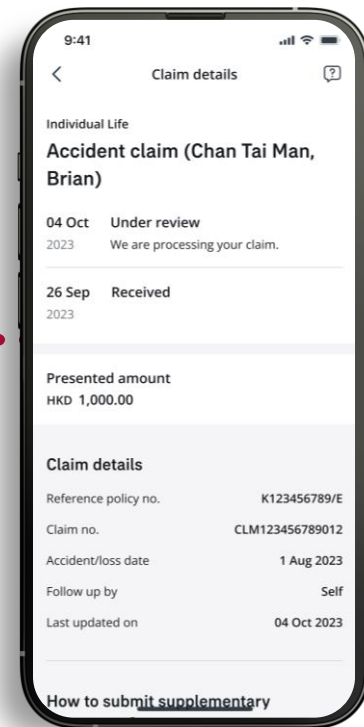 9:41
Claim details
Individual Life
Accident claim (Chan Tai Man,
Brian)
04 Oct Under review
2023 We are processing your claim.
26 Sep Received
2023
Presented amount
HKD 1,000.00
Claim details
Reference policy no. K123456789/E
Claim no. CLM123456789012
Accident/loss date 1 Aug 2023
Follow up by Self
Last updated on 04 Oct 2023
How to submit supplementary